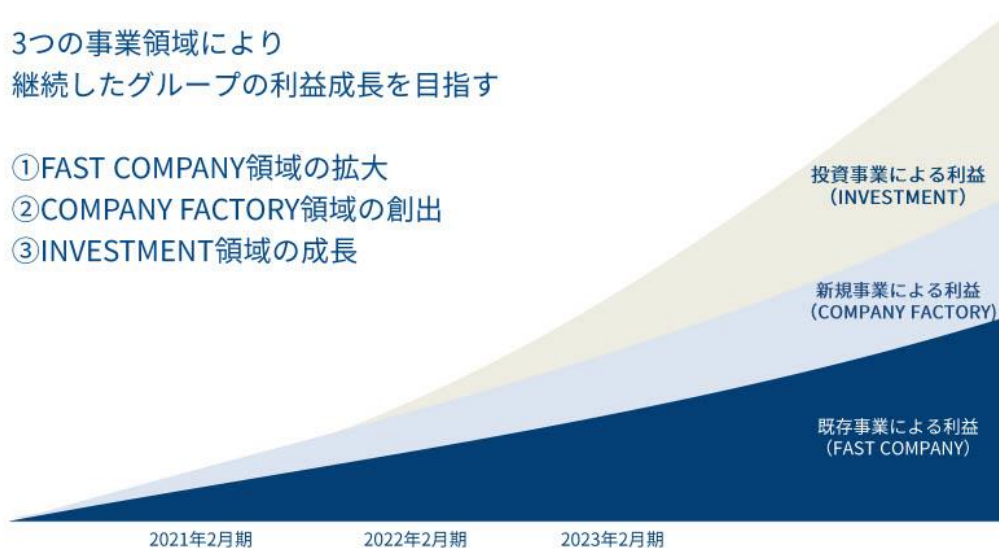 3つの事業領域により
継続したグループの利益成長を目指す
①FAST COMPANY領域の拡大
②COMPANY FACTORY領域の創出
③INVESTMENT領域の成長
投資事業による利益
（INVESTMENT）
新規事業による利益
（COMPANY FACTORY）
既存事業による利益
（FAST COMPANY）
2021年2月期
2022年2月期
2023年2月期